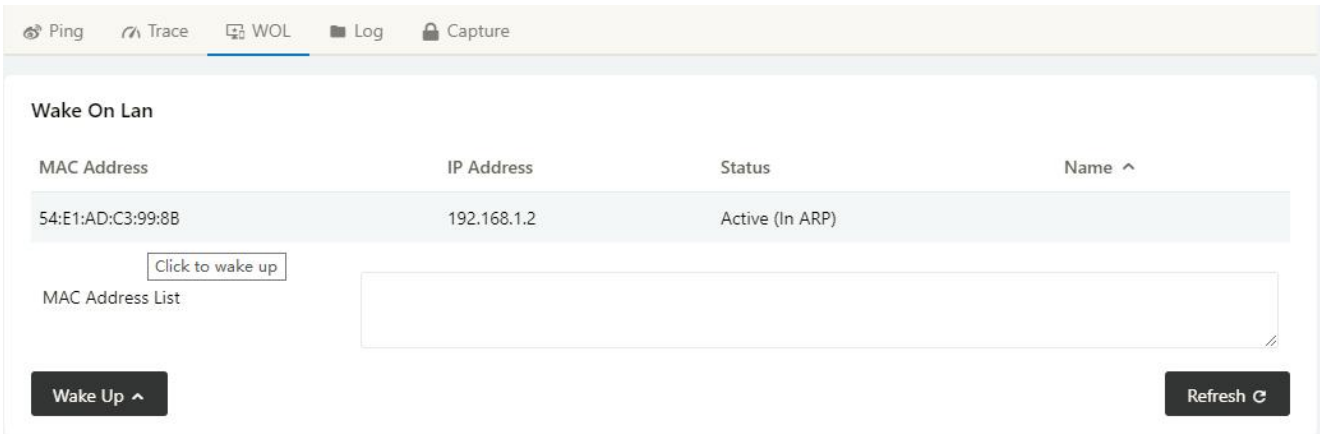 Ping Trace WOL Log Capture
Wake On Lan
MAC Address IP Address Status Name
54:E1:AD:C3:99:8B 192.168.1.2 Active (In ARP)
Click to wake up
MAC Address List
Wake Up Refresh